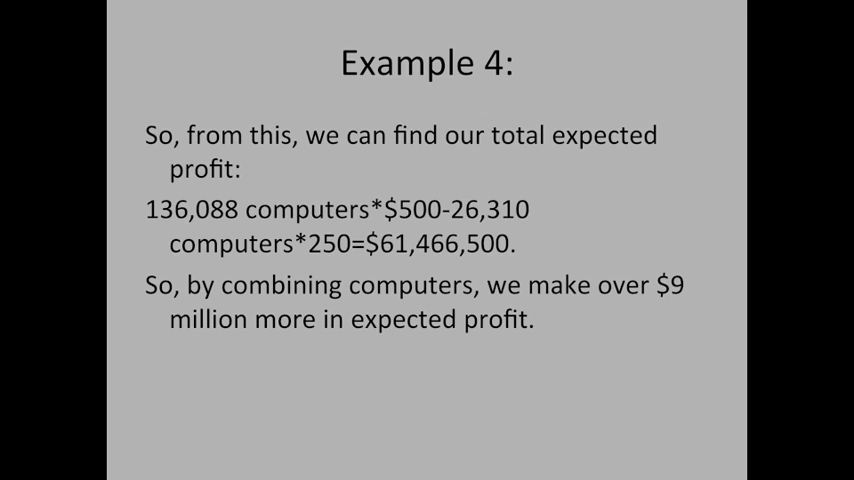 Example 4:
So, from this, we can find our total expected
profit:
136,088 computers*$500-26,310
computers*250=$61,466,500.
So, by combining computers, we make over $9
million more in expected profit.